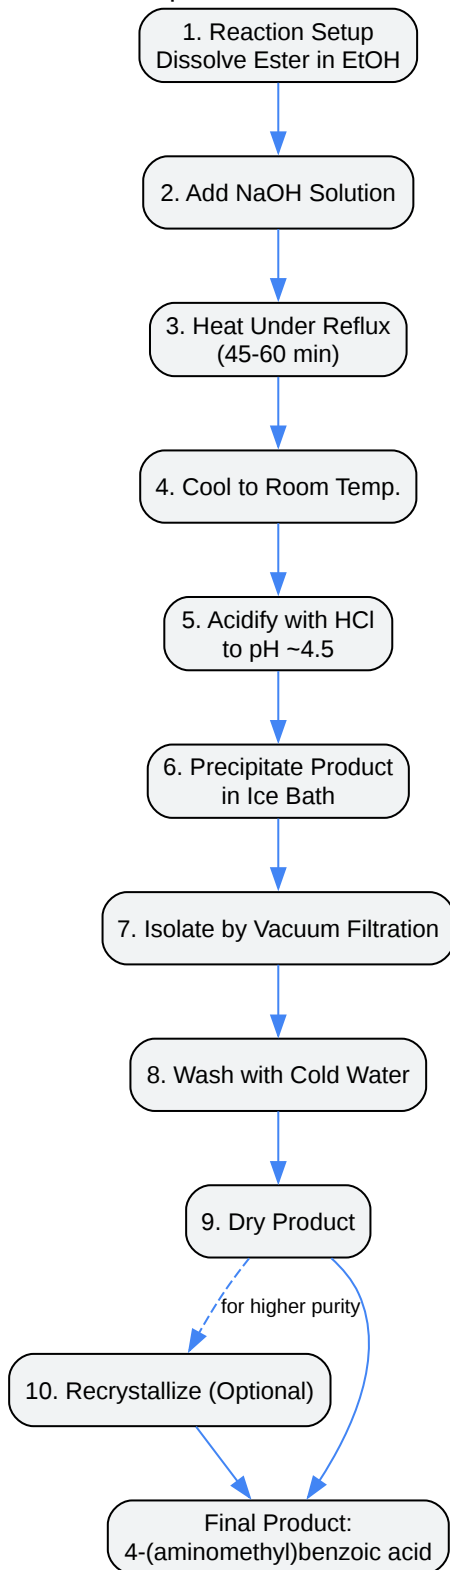 1. Reaction Setup
Dissolve Ester in EtOH
2. Add NaOH Solution
3. Heat Under Reflux
(45-60 min)
4. Cool to Room Temp.
5. Acidify with HCl
to pH ~4.5
6. Precipitate Product
in Ice Bath
7. Isolate by Vacuum Filtration
8. Wash with Cold Water
9. Dry Product
for higher purity
10. Recrystallize (Optional)
Final Product:
4-(aminomethyl)benzoic acid